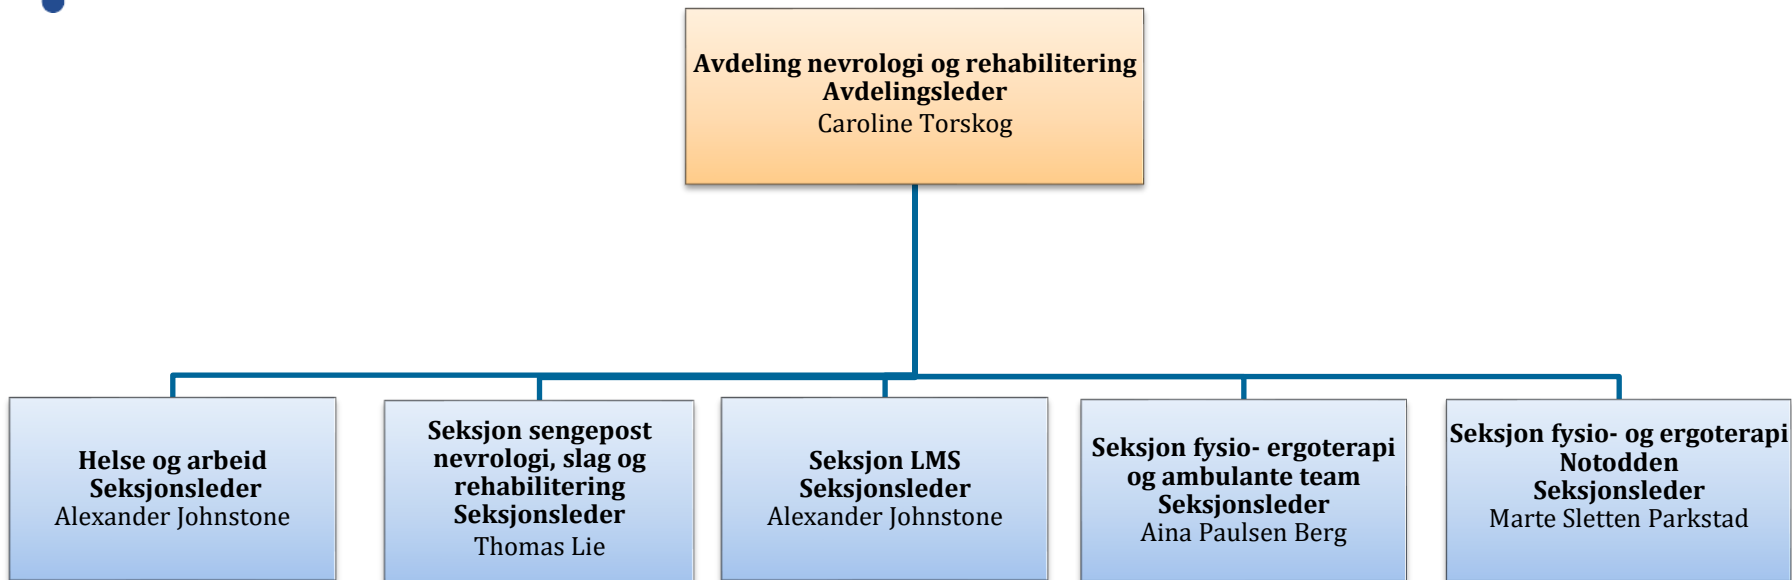 Avdeling nevrologi og rehabilitering
Avdelingsleder
Caroline Torskog
Helse og arbeid
Seksjonsleder
Alexander Johnstone
Seksjon sengepost
nevrologi, slag og
rehabilitering
Seksjonsleder
Thomas Lie
Seksjon LMS
Seksjonsleder
Alexander Johnstone
Seksjon fysio- ergoterapi
og ambulante team
Seksjonsleder
Aina Paulsen Berg
Seksjon fysio- og ergoterapi
Notodden
Seksjonsleder
Marte Sletten Parkstad